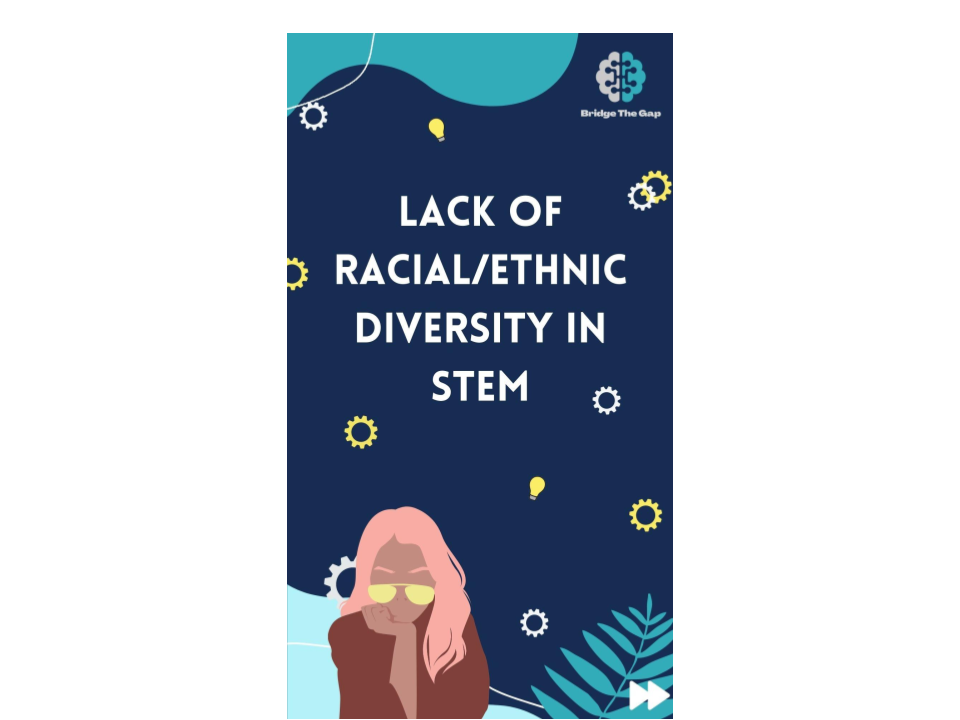 Bridge The Gap
LACK OF
RACIAL/ETHNIC
DIVERSITY IN
STEM